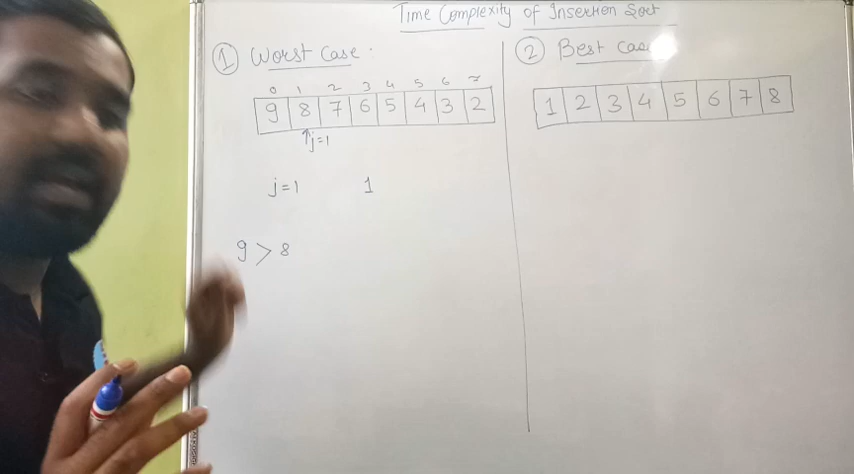 Time Complexity of Insertion Sort
① Worst Case :
0 1 2 3 4 5 6 7
9 8 7 6 5 4 3 2
↑j=1
j=1 1
9 > 8
② Best Case
1 2 3 4 5 6 7 8